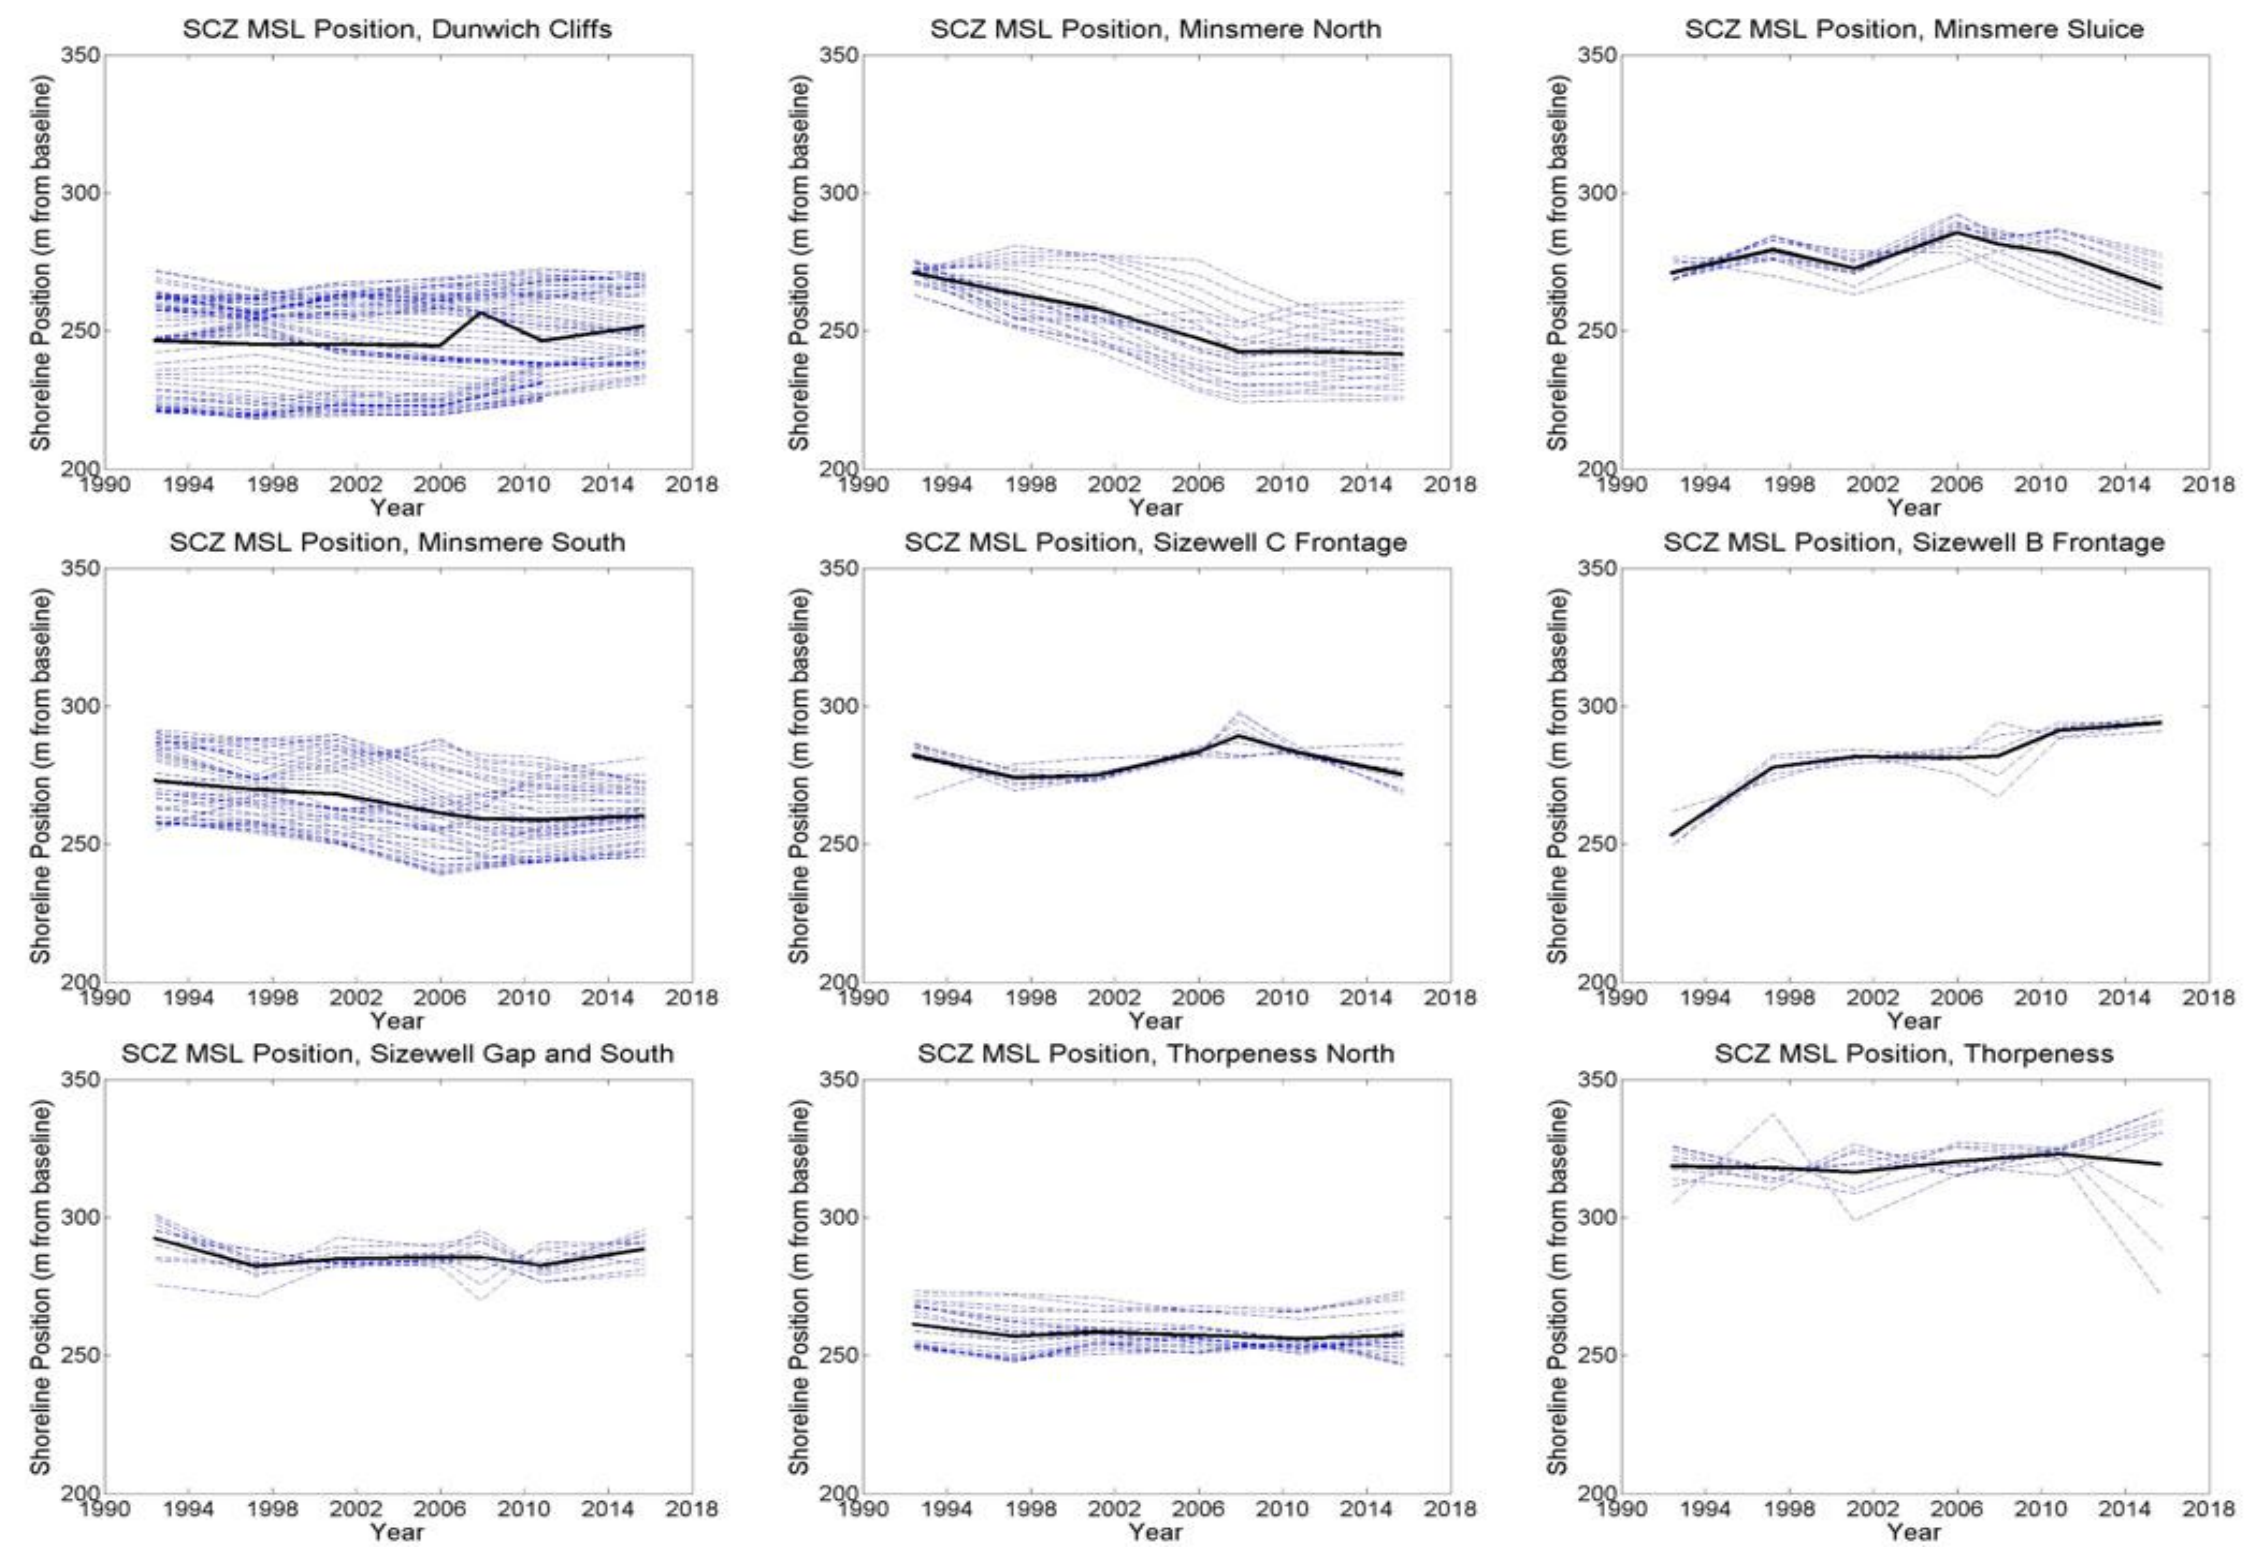 SCZ MSL Position, Dunwich Cliffs
Shoreline Position (m from baseline)
350
300
250
200
1990 1994 1998 2002 2006 2010 2014 2018
Year
SCZ MSL Position, Minsmere North
Shoreline Position (m from baseline)
350
300
250
200
1990 1994 1998 2002 2006 2010 2014 2018
Year
SCZ MSL Position, Minsmere Sluice
Shoreline Position (m from baseline)
350
300
250
200
1990 1994 1998 2002 2006 2010 2014 2018
Year
SCZ MSL Position, Minsmere South
Shoreline Position (m from baseline)
350
300
250
200
1990 1994 1998 2002 2006 2010 2014 2018
Year
SCZ MSL Position, Sizewell C Frontage
Shoreline Position (m from baseline)
350
300
250
200
1990 1994 1998 2002 2006 2010 2014 2018
Year
SCZ MSL Position, Sizewell B Frontage
Shoreline Position (m from baseline)
350
300
250
200
1990 1994 1998 2002 2006 2010 2014 2018
Year
SCZ MSL Position, Sizewell Gap and South
Shoreline Position (m from baseline)
350
300
250
200
1990 1994 1998 2002 2006 2010 2014 2018
Year
SCZ MSL Position, Thorpeness North
Shoreline Position (m from baseline)
350
300
250
200
1990 1994 1998 2002 2006 2010 2014 2018
Year
SCZ MSL Position, Thorpeness
Shoreline Position (m from baseline)
350
300
250
200
1990 1994 1998 2002 2006 2010 2014 2018
Year